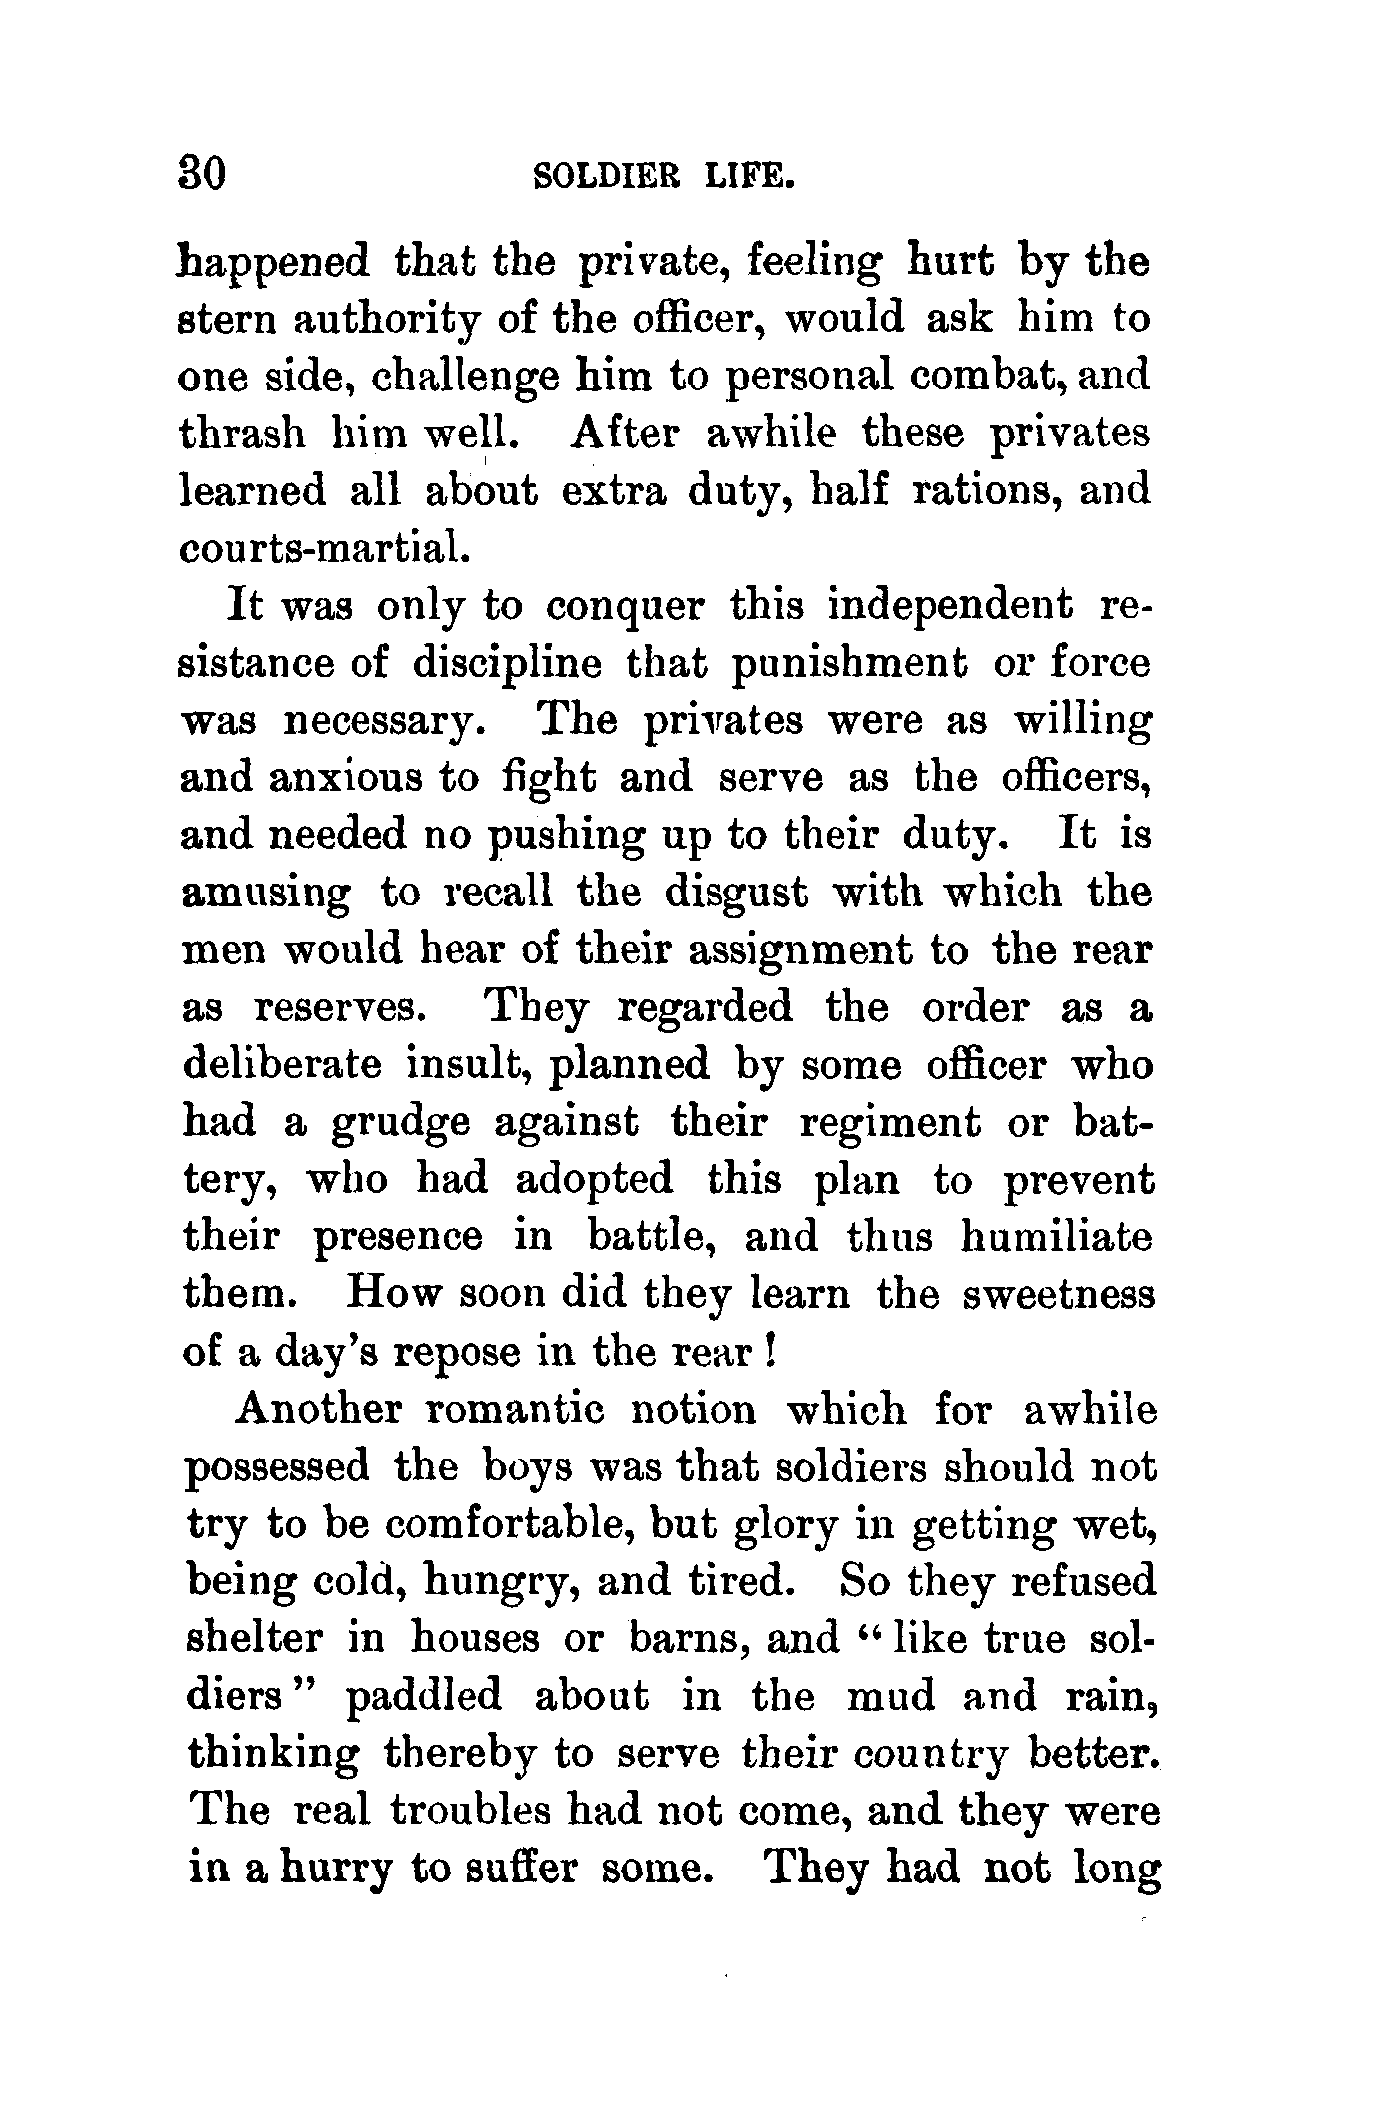 30 SOLDIER LIFE.
happened that the private, feeling hurt by the
stern authority of the officer, would ask him to
one side, challenge him to personal combat, and
thrash him well. After awhile these privates
learned all about extra duty, half rations, and
courts-martial.
It was only to conquer this independent re-
sistance of discipline that punishment or force
was necessary. The privates were as willing
and anxious to fight and serve as the officers,
and needed no pushing up to their duty. It is
amusing to recall the disgust with which the
men would hear of their assignment to the rear
as reserves. They regarded the order as a
deliberate insult, planned by some officer who
had a grudge against their regiment or bat-
tery, who had adopted this plan to prevent
their presence in battle, and thus humiliate
them. How soon did they learn the sweetness
of a day's repose in the rear!
Another romantic notion which for awhile
possessed the boys was that soldiers should not
try to be comfortable, but glory in getting wet,
being cold, hungry, and tired. So they refused
shelter in houses or barns, and “like true sol-
diers” paddled about in the mud and rain,
thinking thereby to serve their country better.
The real troubles had not come, and they were
in a hurry to suffer some. They had not long